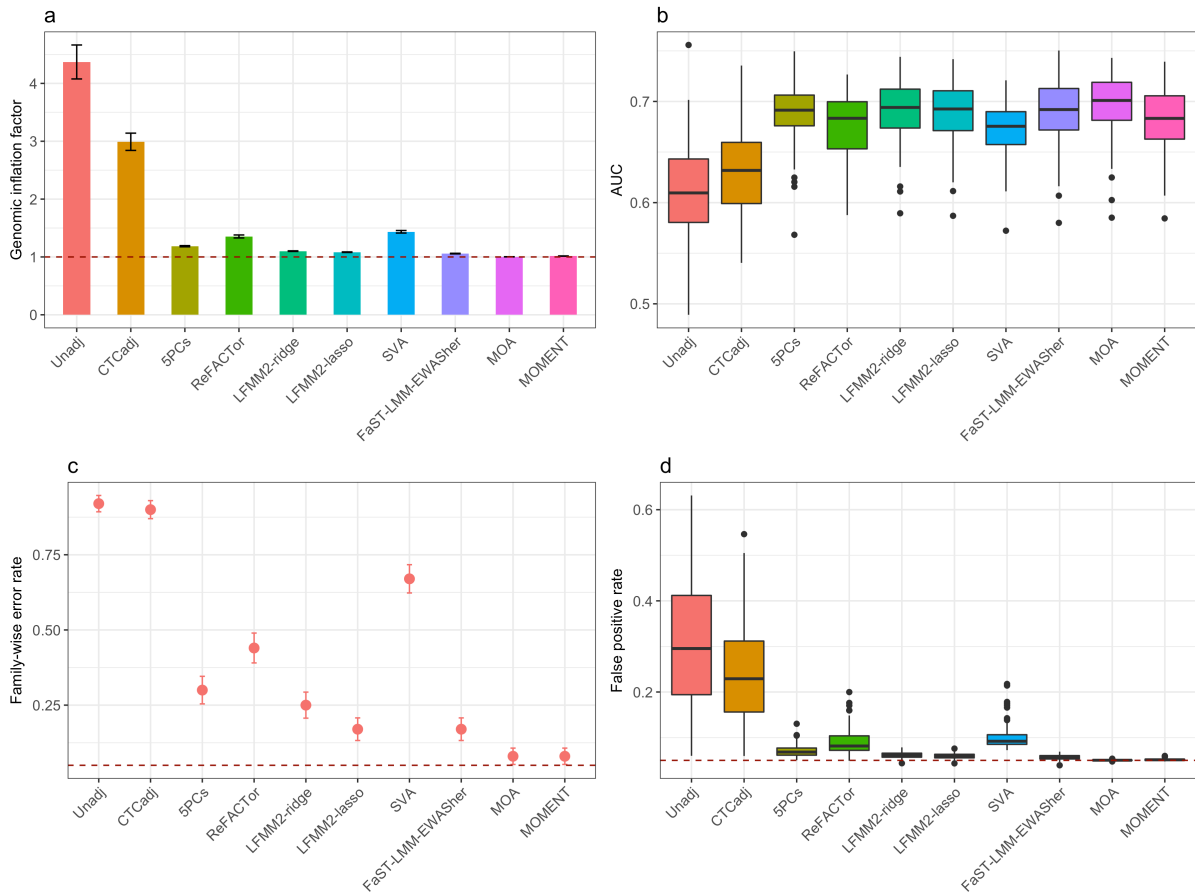 a
Genomic inflation factor
4
3
2
1
0
Unadj
CTCadj
5PCs
ReFACTor
LFMM2-ridge
LFMM2-lasso
SVA
FaST-LMM-EWASher
MOA
MOMENT
b
AUC
0.7
0.6
0.5
Unadj
CTCadj
5PCs
ReFACTor
LFMM2-ridge
LFMM2-lasso
SVA
FaST-LMM-EWASher
MOA
MOMENT
c
Family-wise error rate
0.75
0.50
0.25
Unadj
CTCadj
5PCs
ReFACTor
LFMM2-ridge
LFMM2-lasso
SVA
FaST-LMM-EWASher
MOA
MOMENT
d
False positive rate
0.6
0.4
0.2
Unadj
CTCadj
5PCs
ReFACTor
LFMM2-ridge
LFMM2-lasso
SVA
FaST-LMM-EWASher
MOA
MOMENT